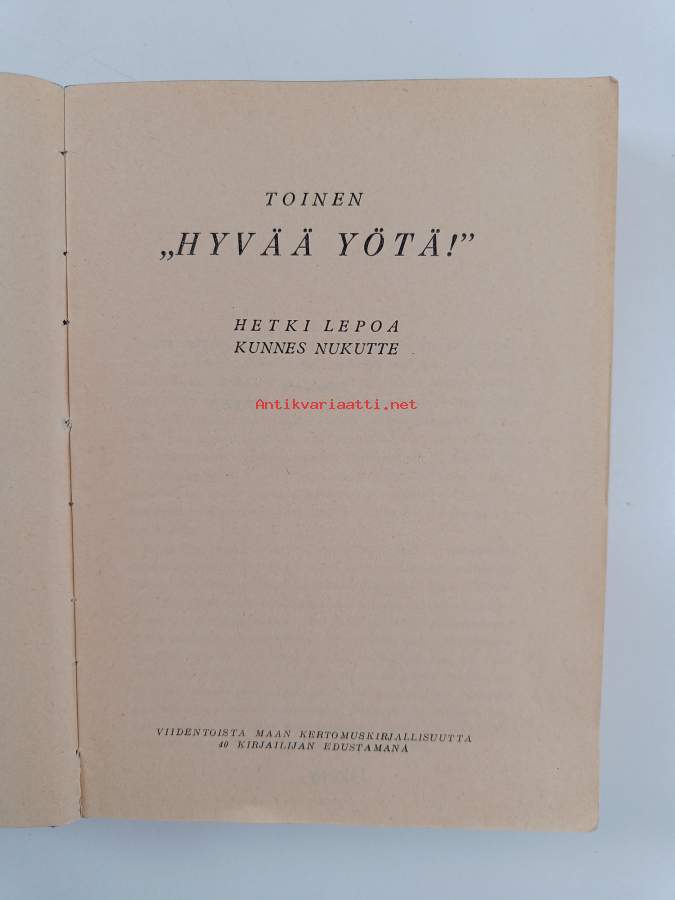 TOINEN
„HYVÄÄ YÖTÄ!”
HETKI LEPOA
KUNNES NUKUTTE
Antikvariaatti.net
VIIDENTOISTA MAAN KERTOMUSKIRJALLISUUTTA
40 KIRJAILIJAN EDUSTAMANA